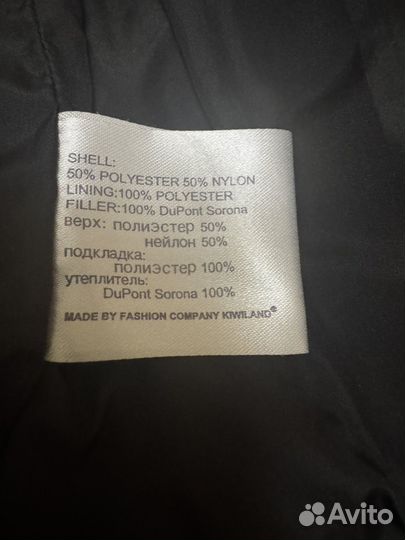 SHELL:
50% POLYESTER 50% NYLON
LINING:100% POLYESTER
FILLER:100% DuPont Sorona
верх: полиэстер 50%
нейлон 50%
подкладка:
полиэстер 100%
утеплитель:
DuPont Sorona 100%
MADE BY FASHION COMPANY KIWILAND®
Avito